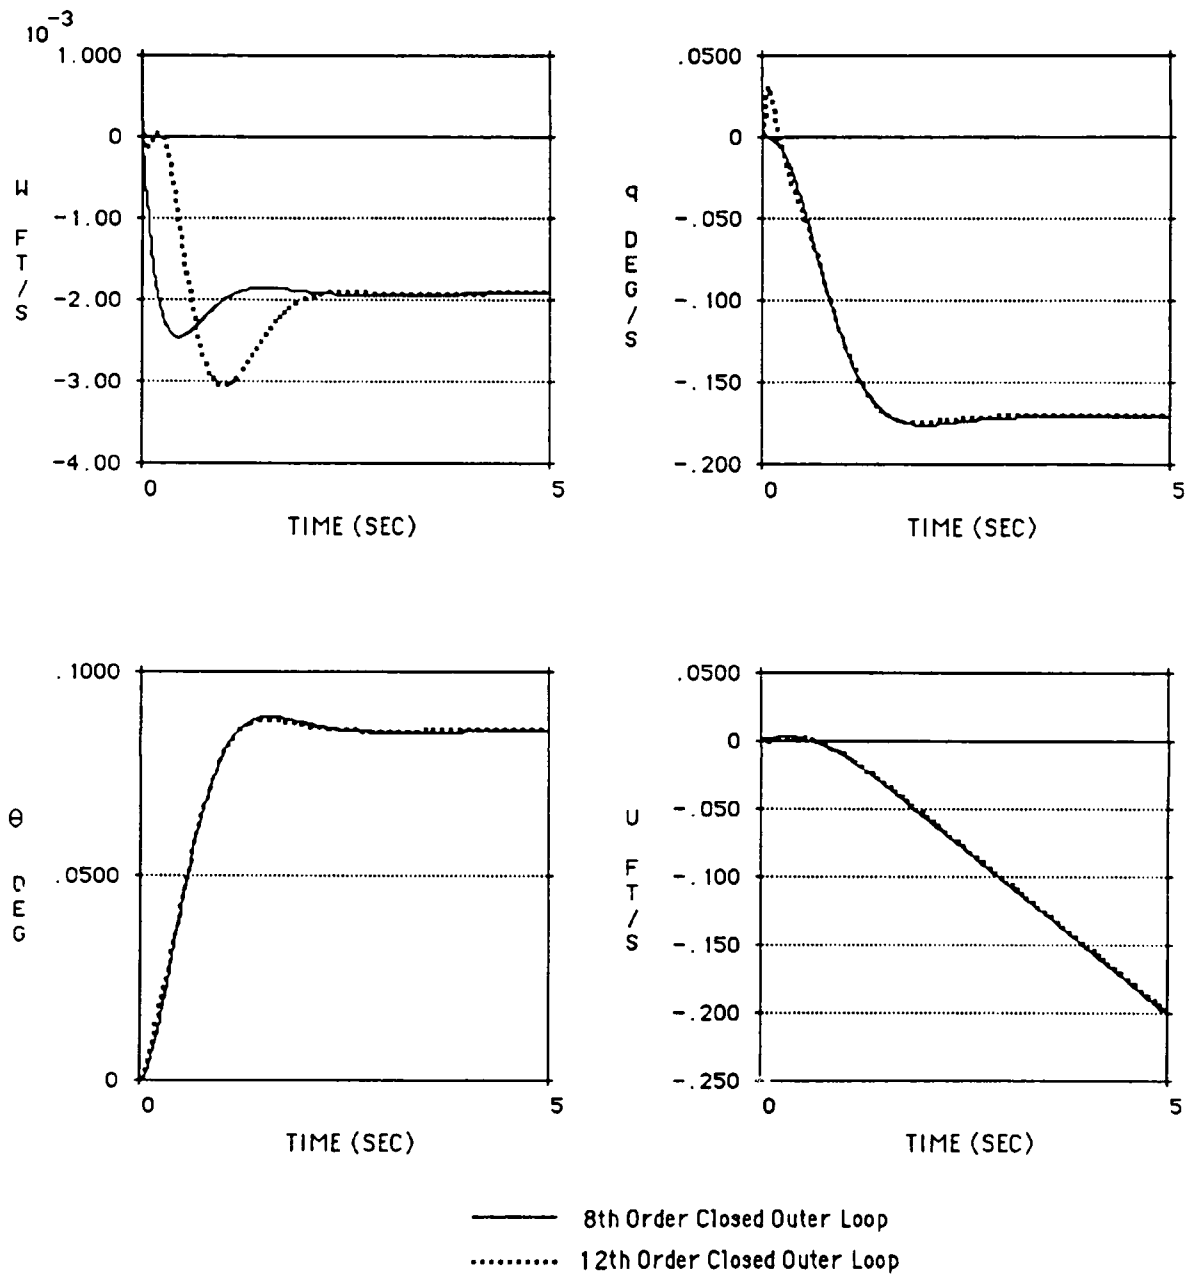 10-3
1.000
0
-1.00
-2.00
-3.00
-4.00
W FT/S
0 5
TIME (SEC)
.0500
0
-.050
-.100
-.150
-.200
q DEG/S
0 5
TIME (SEC)
.1000
.0500
0
θ DEG
0 5
TIME (SEC)
.0500
0
-.050
-.100
-.150
-.200
-.250
U FT/S
0 5
TIME (SEC)
8th Order Closed Outer Loop
12th Order Closed Outer Loop